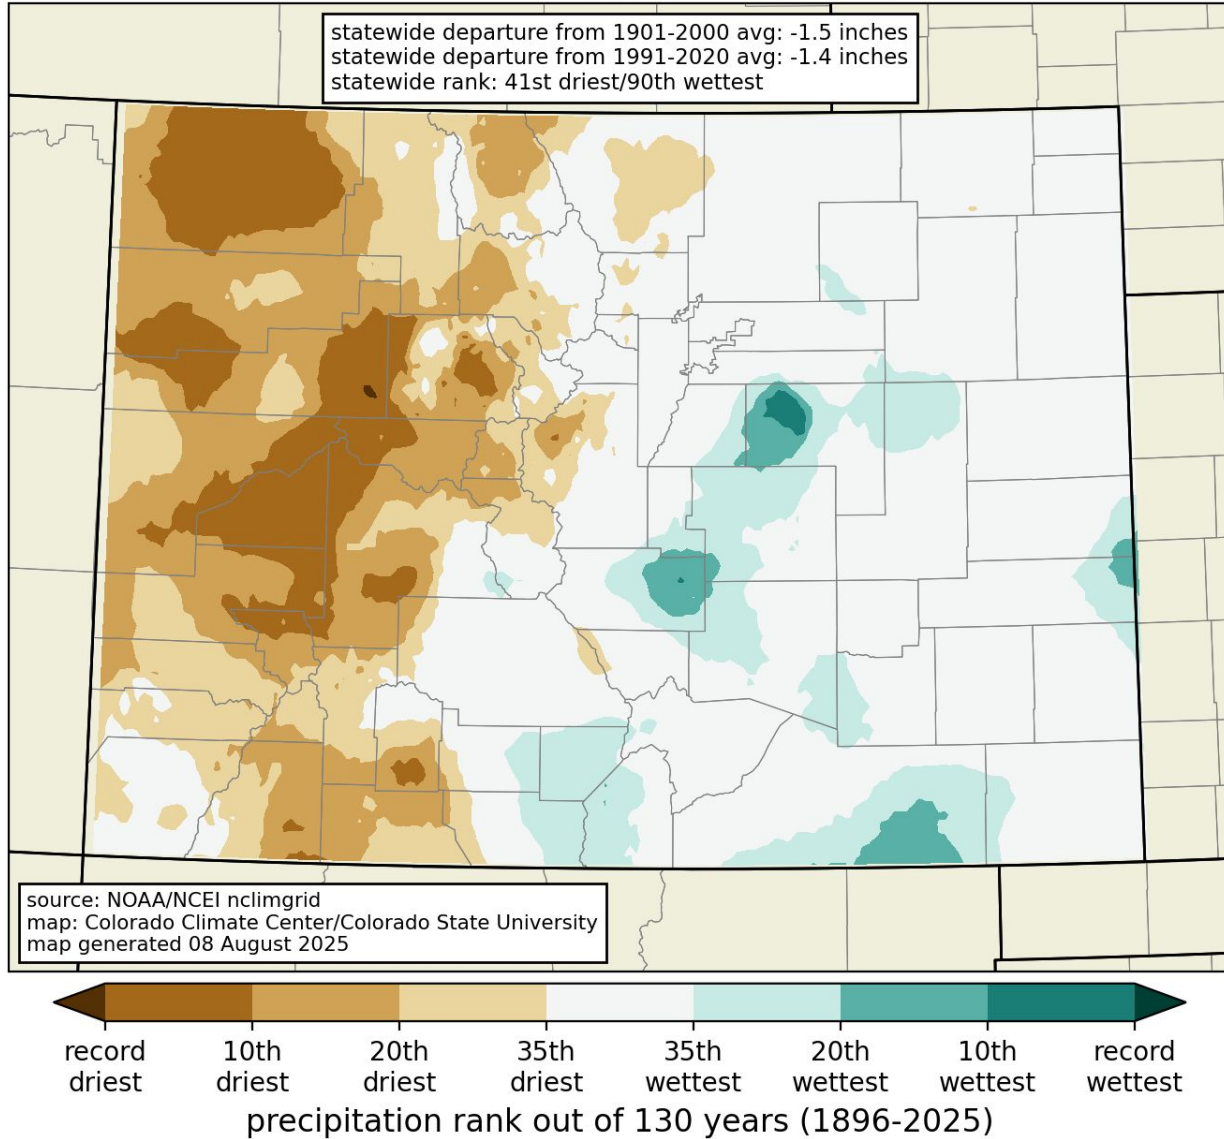 statewide departure from 1901-2000 avg: -1.5 inches
statewide departure from 1991-2020 avg: -1.4 inches
statewide rank: 41st driest/90th wettest
source: NOAA/NCEI nclimgrid
map: Colorado Climate Center/Colorado State University
map generated 08 August 2025
record driest
10th driest
20th driest
35th driest
35th wettest
20th wettest
10th wettest
record wettest
precipitation rank out of 130 years (1896-2025)